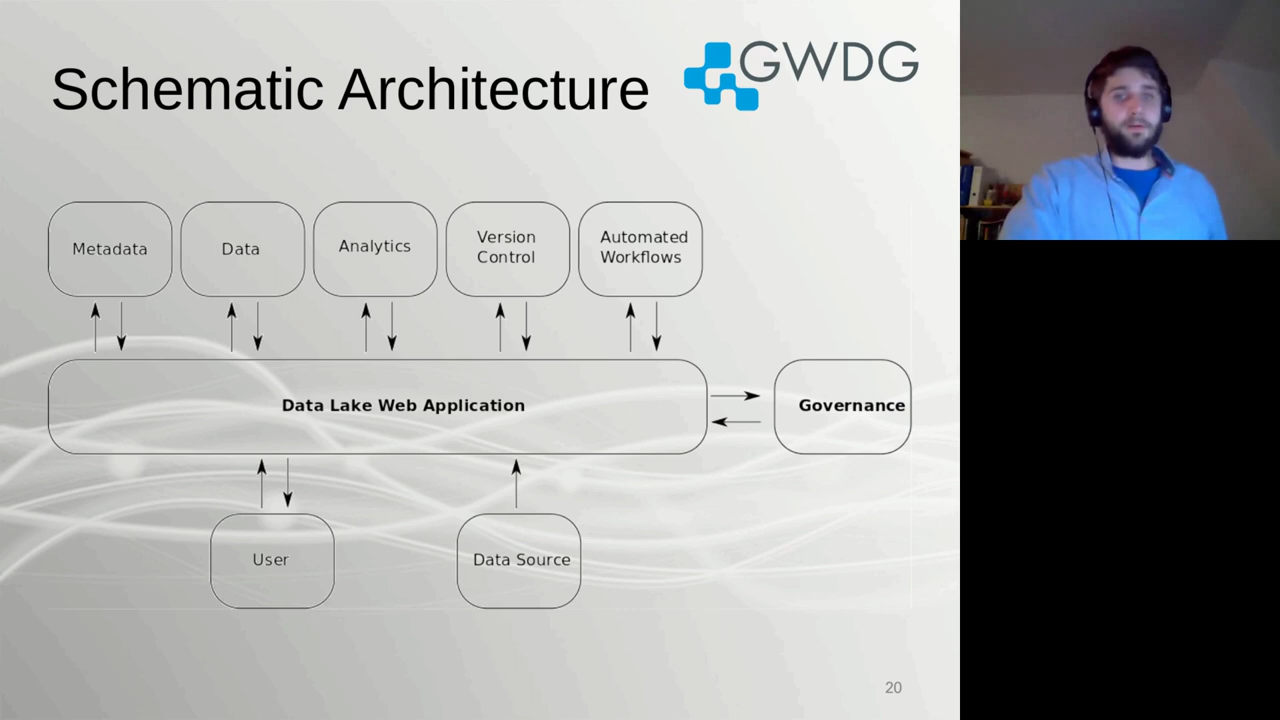 Schematic Architecture
GWDG
Metadata
Data
Analytics
Version
Control
Automated
Workflows
Data Lake Web Application
Governance
User
Data Source
20